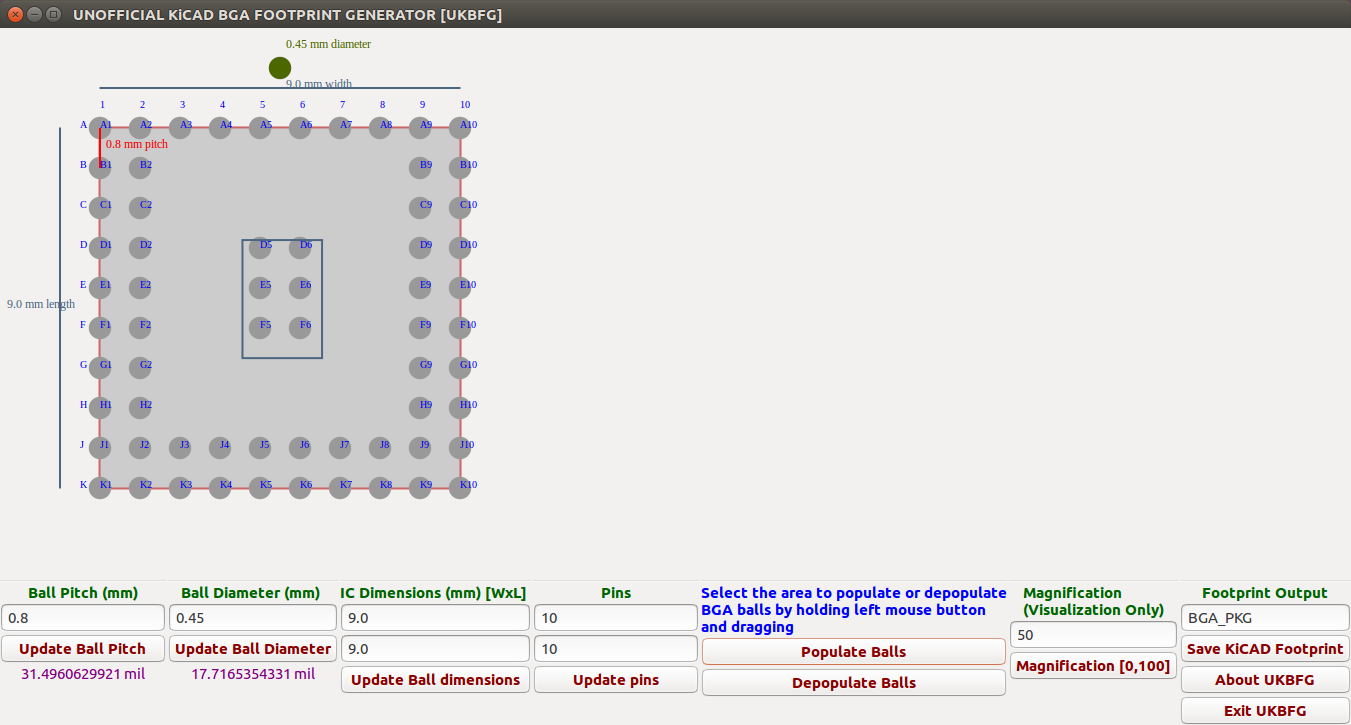 UNOFFICIAL KiCAD BGA FOOTPRINT GENERATOR [UKBFG]
0.45 mm diameter
9.0 mm width
1 2 3 4 5 6 7 8 9 10
A A1 A2 A3 A4 A5 A6 A7 A8 A9 A10
0.8 mm pitch
B B1 B2 B9 B10
C C1 C2 C9 C10
D D1 D2 D5 D6 D9 D10
E E1 E2 E5 E6 E9 E10
9.0 mm length
F F1 F2 F5 F6 F9 F10
G G1 G2 G9 G10
H H1 H2 H9 H10
J J1 J2 J3 J4 J5 J6 J7 J8 J9 J10
K K1 K2 K3 K4 K5 K6 K7 K8 K9 K10
Ball Pitch (mm)
0.8
Update Ball Pitch
31.4960629921 mil
Ball Diameter (mm)
0.45
Update Ball Diameter
17.7165354331 mil
IC Dimensions (mm) [WxL]
9.0
9.0
Update Ball dimensions
Pins
10
10
Update pins
Select the area to populate or depopulate
BGA balls by holding left mouse button
and dragging
Populate Balls
Depopulate Balls
Magnification
(Visualization Only)
50
Magnification [0,100]
Footprint Output
BGA_PKG
Save KiCAD Footprint
About UKBFG
Exit UKBFG